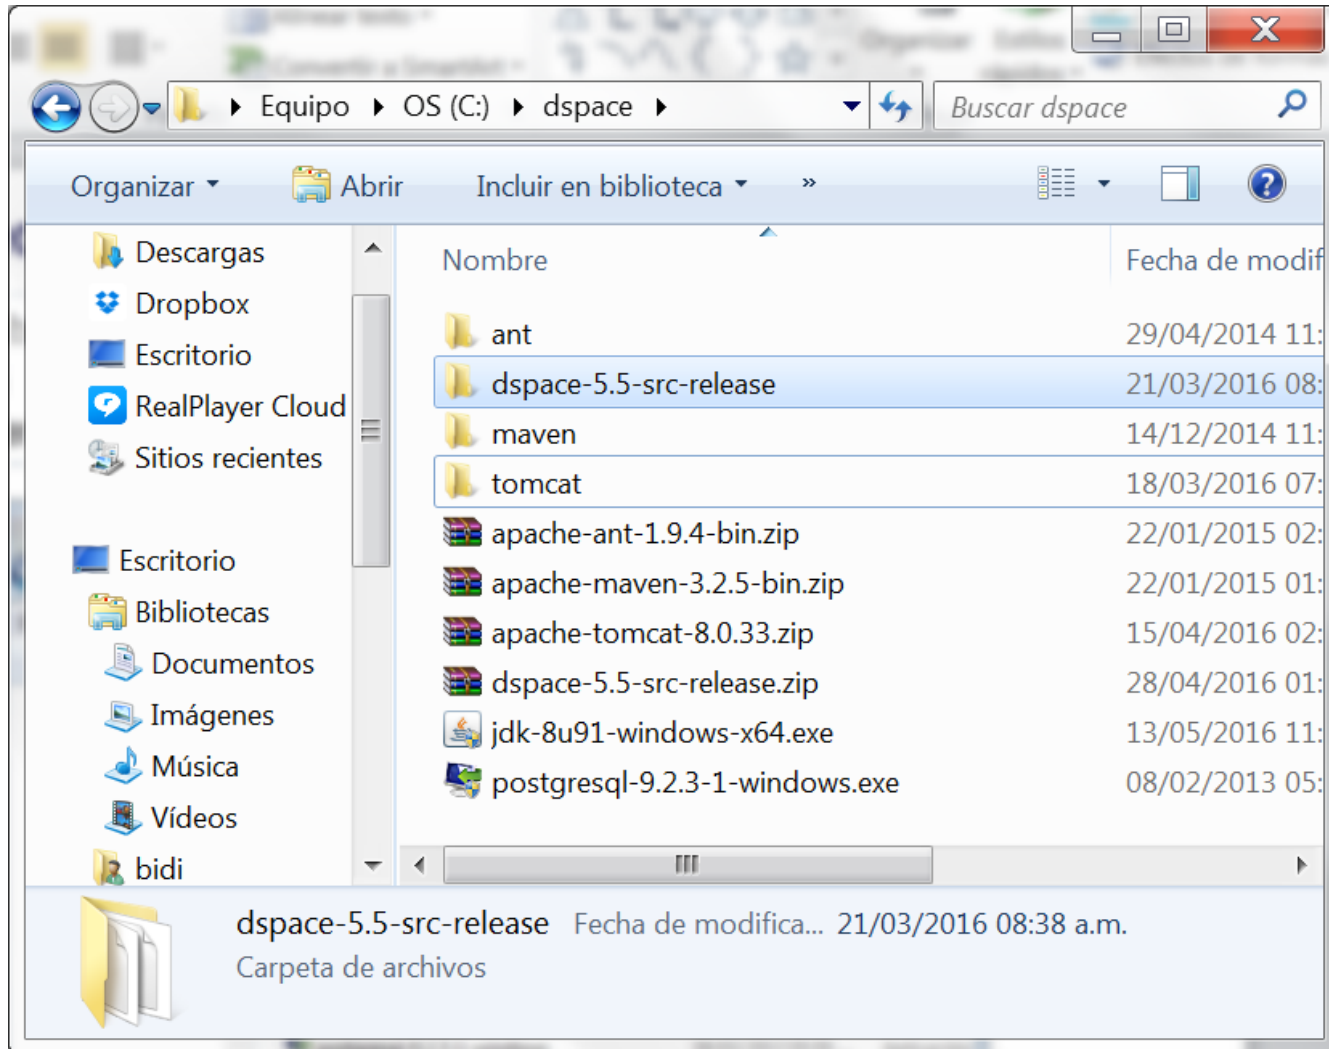 Equipo OS (C:) dspace
Buscar dspace
Organizar Abrir Incluir en biblioteca »
Descargas
Dropbox
Escritorio
RealPlayer Cloud
Sitios recientes
Escritorio
Bibliotecas
Documentos
Imágenes
Música
Vídeos
bidi
Nombre Fecha de modif
ant 29/04/2014 11:
dspace-5.5-src-release 21/03/2016 08:
maven 14/12/2014 11:
tomcat 18/03/2016 07:
apache-ant-1.9.4-bin.zip 22/01/2015 02:
apache-maven-3.2.5-bin.zip 22/01/2015 01:
apache-tomcat-8.0.33.zip 15/04/2016 02:
dspace-5.5-src-release.zip 28/04/2016 01:
jdk-8u91-windows-x64.exe 13/05/2016 11:
postgresql-9.2.3-1-windows.exe 08/02/2013 05:
dspace-5.5-src-release Fecha de modifica... 21/03/2016 08:38 a.m.
Carpeta de archivos